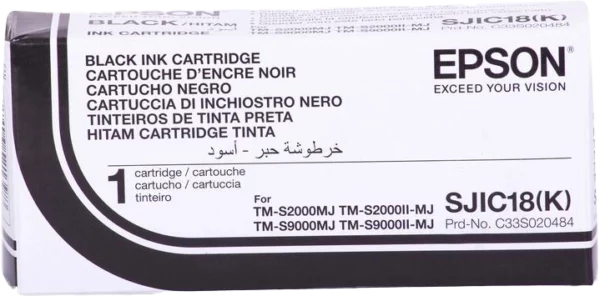 BLACK/HITAM
INK CARTRIDGE
SJIC18(K)
Prd-No. C33S020484
BLACK INK CARTRIDGE
CARTOUCHE D'ENCRE NOIR
CARTUCHO NEGRO
CARTUCCIA DI INCHIOSTRO NERO
TINTEIROS DE TINTA PRETA
HITAM CARTRIDGE TINTA
خرطوشة حبر - أسود
EPSON®
EXCEED YOUR VISION
1 cartridge / cartouche
cartucho / cartuccia
tinteiro
For
TM-S2000MJ TM-S2000II-MJ
TM-S9000MJ TM-S9000II-MJ
SJIC18(K)
Prd-No. C33S020484